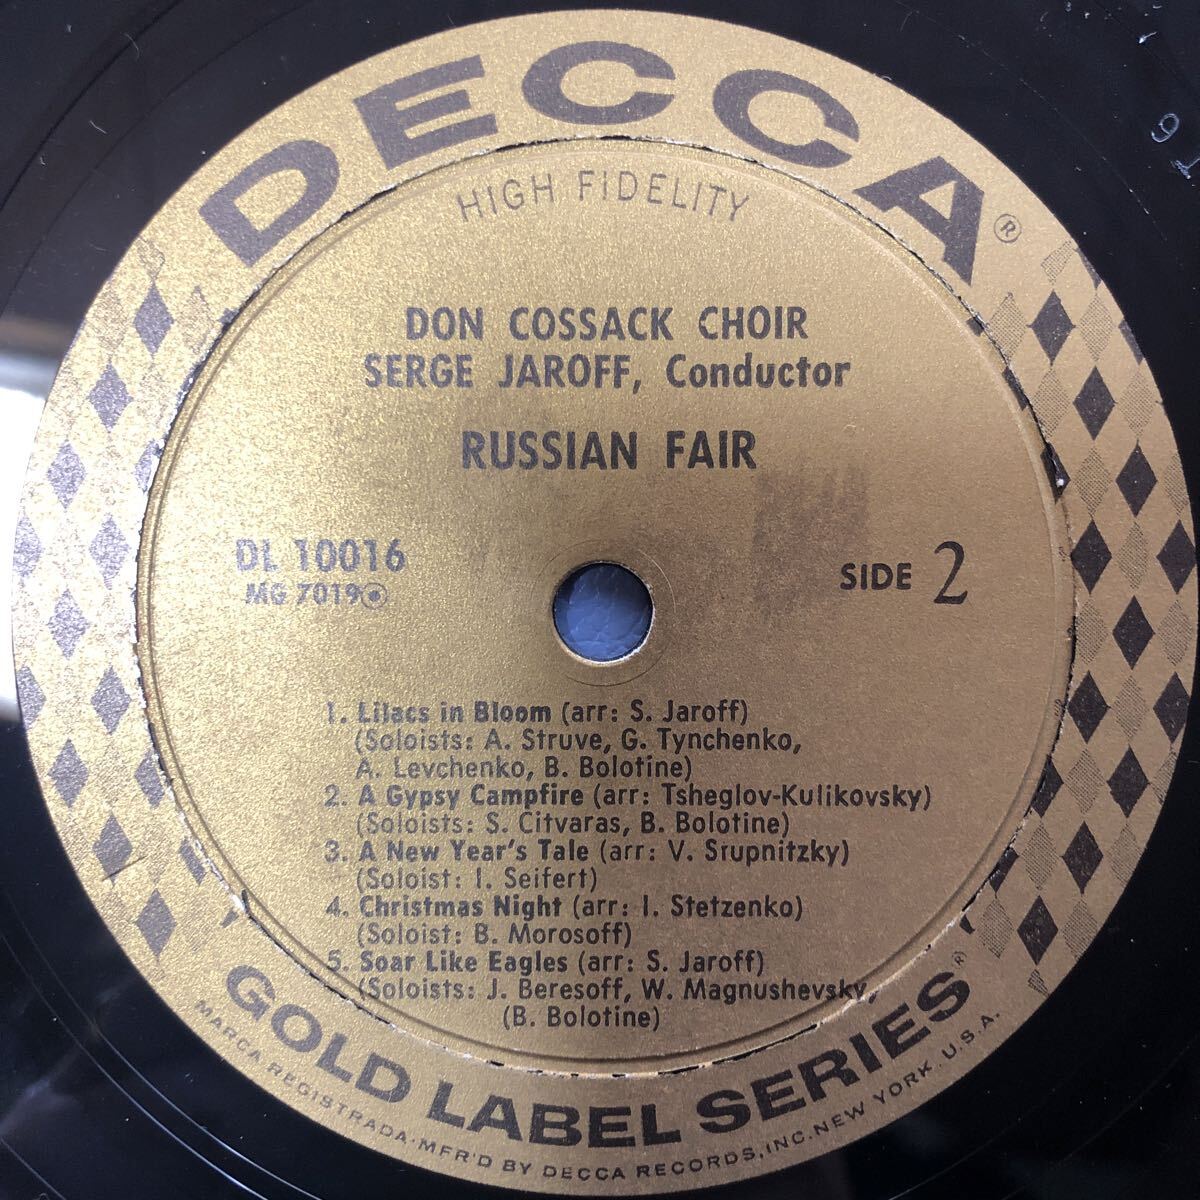 DECCA®
HIGH FIDELITY
DON COSSACK CHOIR
SERGE JAROFF, Conductor
RUSSIAN FAIR
DL 10016
MG 7019
SIDE 2
1. Lilacs in Bloom (arr: S. Jaroff)
(Soloists: A. Struve, G. Tynchenko,
A. Levchenko, B. Bolotine)
2. A Gypsy Campfire (arr: Tsheglov-Kulikovsky)
(Soloists: S. Citvaras, B. Bolotine)
3. A New Year's Tale (arr: V. Srupnitzky)
(Soloist: I. Seifert)
4. Christmas Night (arr: I. Stetzenko)
(Soloist: B. Morosoff)
5. Soar Like Eagles (arr: S. Jaroff)
(Soloists: J. Beresoff, W. Magnushevsky,
(B. Bolotine)
GOLD LABEL SERIES®
MARCA REGISTRADA·MFR'D BY DECCA RECORDS, INC. NEW YORK. U.S.A.